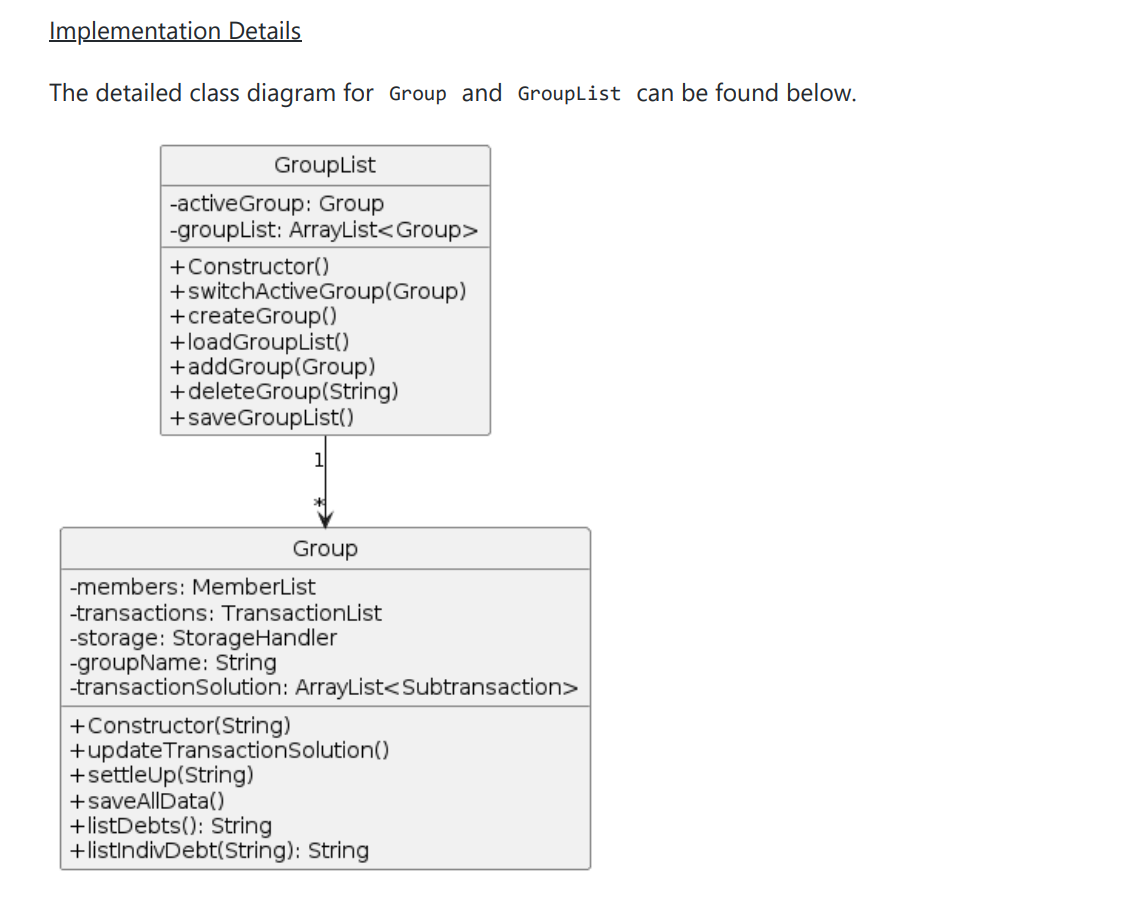 Implementation Details
The detailed class diagram for Group and GroupList can be found below.
GroupList
-activeGroup: Group
-groupList: ArrayList<Group>
+Constructor()
+switchActiveGroup(Group)
+createGroup()
+loadGroupList()
+addGroup(Group)
+deleteGroup(String)
+saveGroupList()
1
*
Group
-members: MemberList
-transactions: TransactionList
-storage: StorageHandler
-groupName: String
-transactionSolution: ArrayList<Subtransaction>
+Constructor(String)
+updateTransactionSolution()
+settleUp(String)
+saveAllData()
+listDebts(): String
+listIndivDebt(String): String